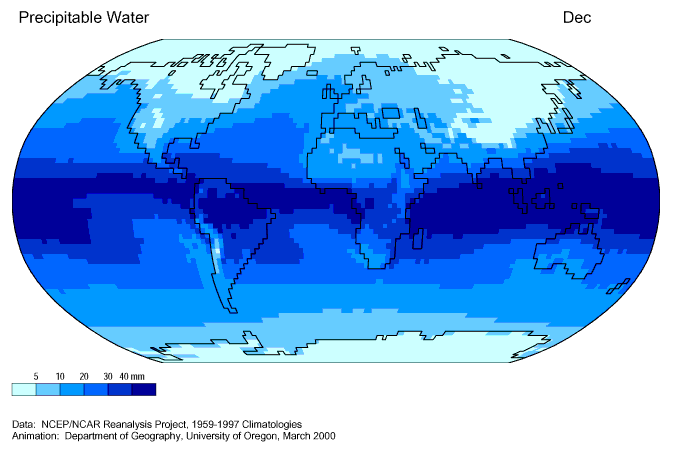 Precipitable Water
Dec
5 10 20 30 40 mm
Data: NCEP/NCAR Reanalysis Project, 1959-1997 Climatologies
Animation: Department of Geography, University of Oregon, March 2000